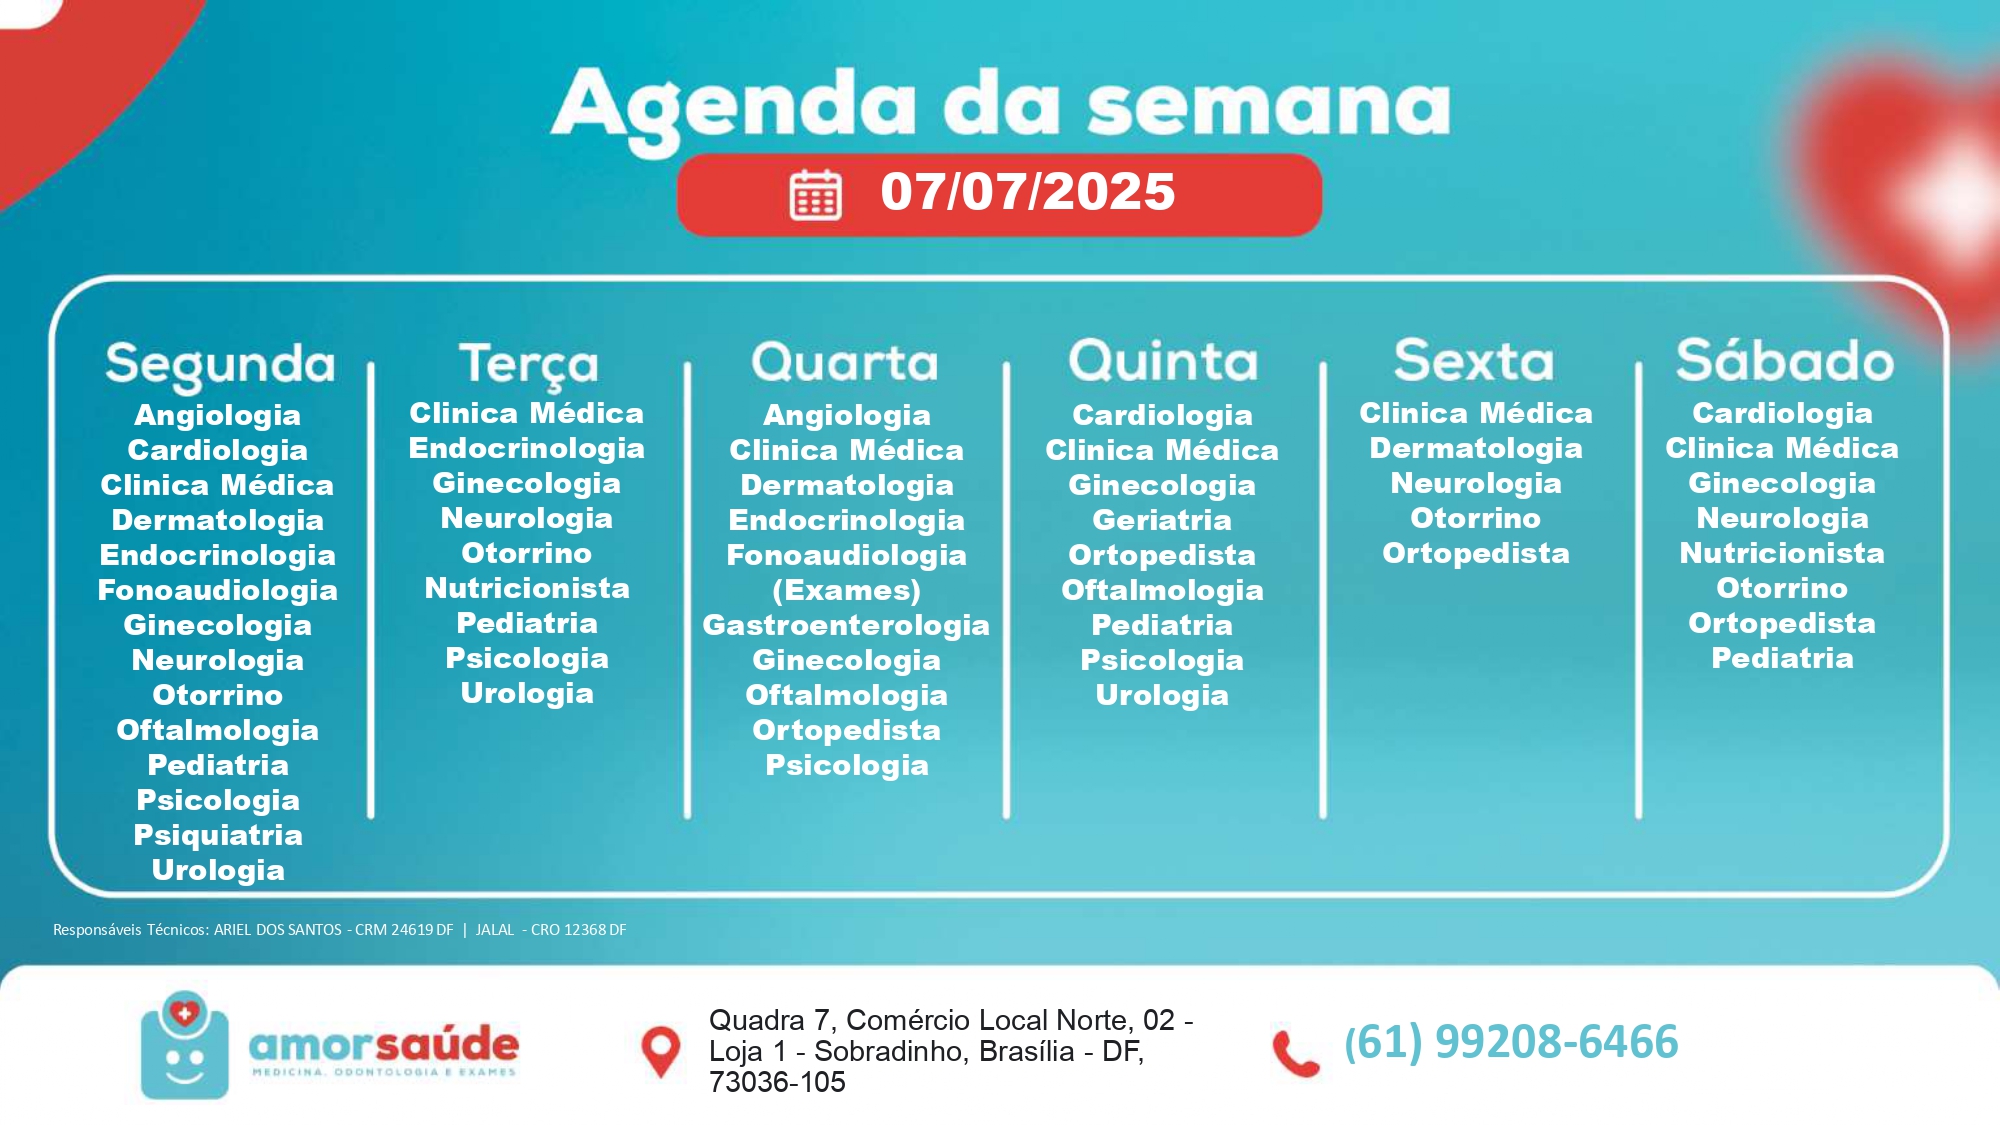 Agenda da semana
07/07/2025
Segunda
Angiologia
Cardiologia
Clinica Médica
Dermatologia
Endocrinologia
Fonoaudiologia
Ginecologia
Neurologia
Otorrino
Oftalmologia
Pediatria
Psicologia
Psiquiatria
Urologia
Terça
Clinica Médica
Endocrinologia
Ginecologia
Neurologia
Otorrino
Nutricionista
Pediatria
Psicologia
Urologia
Quarta
Angiologia
Clinica Médica
Dermatologia
Endocrinologia
Fonoaudiologia
(Exames)
Gastroenterologia
Ginecologia
Oftalmologia
Ortopedista
Psicologia
Quinta
Cardiologia
Clinica Médica
Ginecologia
Geriatria
Ortopedista
Oftalmologia
Pediatria
Psicologia
Urologia
Sexta
Clinica Médica
Dermatologia
Neurologia
Otorrino
Ortopedista
Sábado
Cardiologia
Clinica Médica
Ginecologia
Neurologia
Nutricionista
Otorrino
Ortopedista
Pediatria
Responsáveis Técnicos: ARIEL DOS SANTOS - CRM 24619 DF | JALAL - CRO 12368 DF
amorsaúde
MEDICINA, ODONTOLOGIA E EXAMES
Quadra 7, Comércio Local Norte, 02 -
Loja 1 - Sobradinho, Brasília - DF,
73036-105
(61) 99208-6466